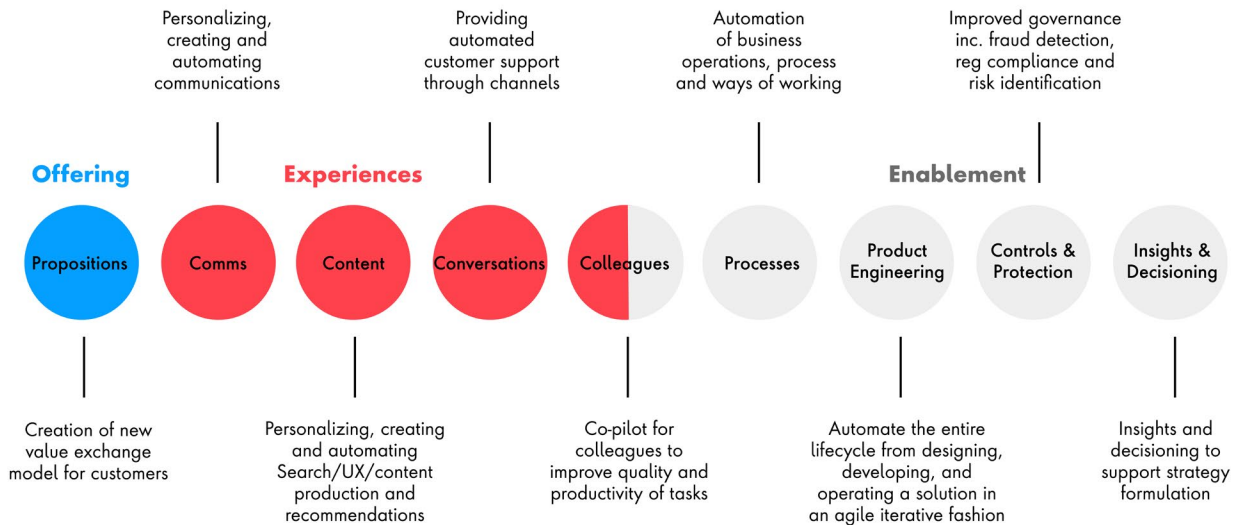 Personalizing,
creating and
automating
communications
Providing
automated
customer support
through channels
Automation
of business
operations, process
and ways of working
Improved governance
inc. fraud detection,
reg compliance and
risk identification
Offering
Experiences
Enablement
Propositions
Comms
Content
Conversations
Colleagues
Processes
Product
Engineering
Controls &
Protection
Insights &
Decisioning
Creation of new
value exchange
model for customers
Personalizing, creating
and automating
Search/UX/content
production and
recommendations
Co-pilot for
colleagues to
improve quality and
productivity of tasks
Automate the entire
lifecycle from designing,
developing, and
operating a solution in
an agile iterative fashion
Insights and
decisioning to
support strategy
formulation